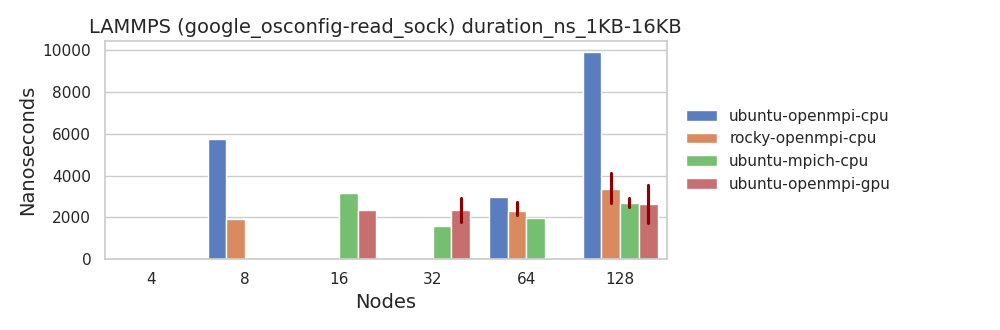 LAMMPS (google_osconfig-read_sock) duration_ns_1KB-16KB
Nanoseconds
10000
8000
6000
4000
2000
0
4 8 16 32 64 128
Nodes
ubuntu-openmpi-cpu
rocky-openmpi-cpu
ubuntu-mpich-cpu
ubuntu-openmpi-gpu